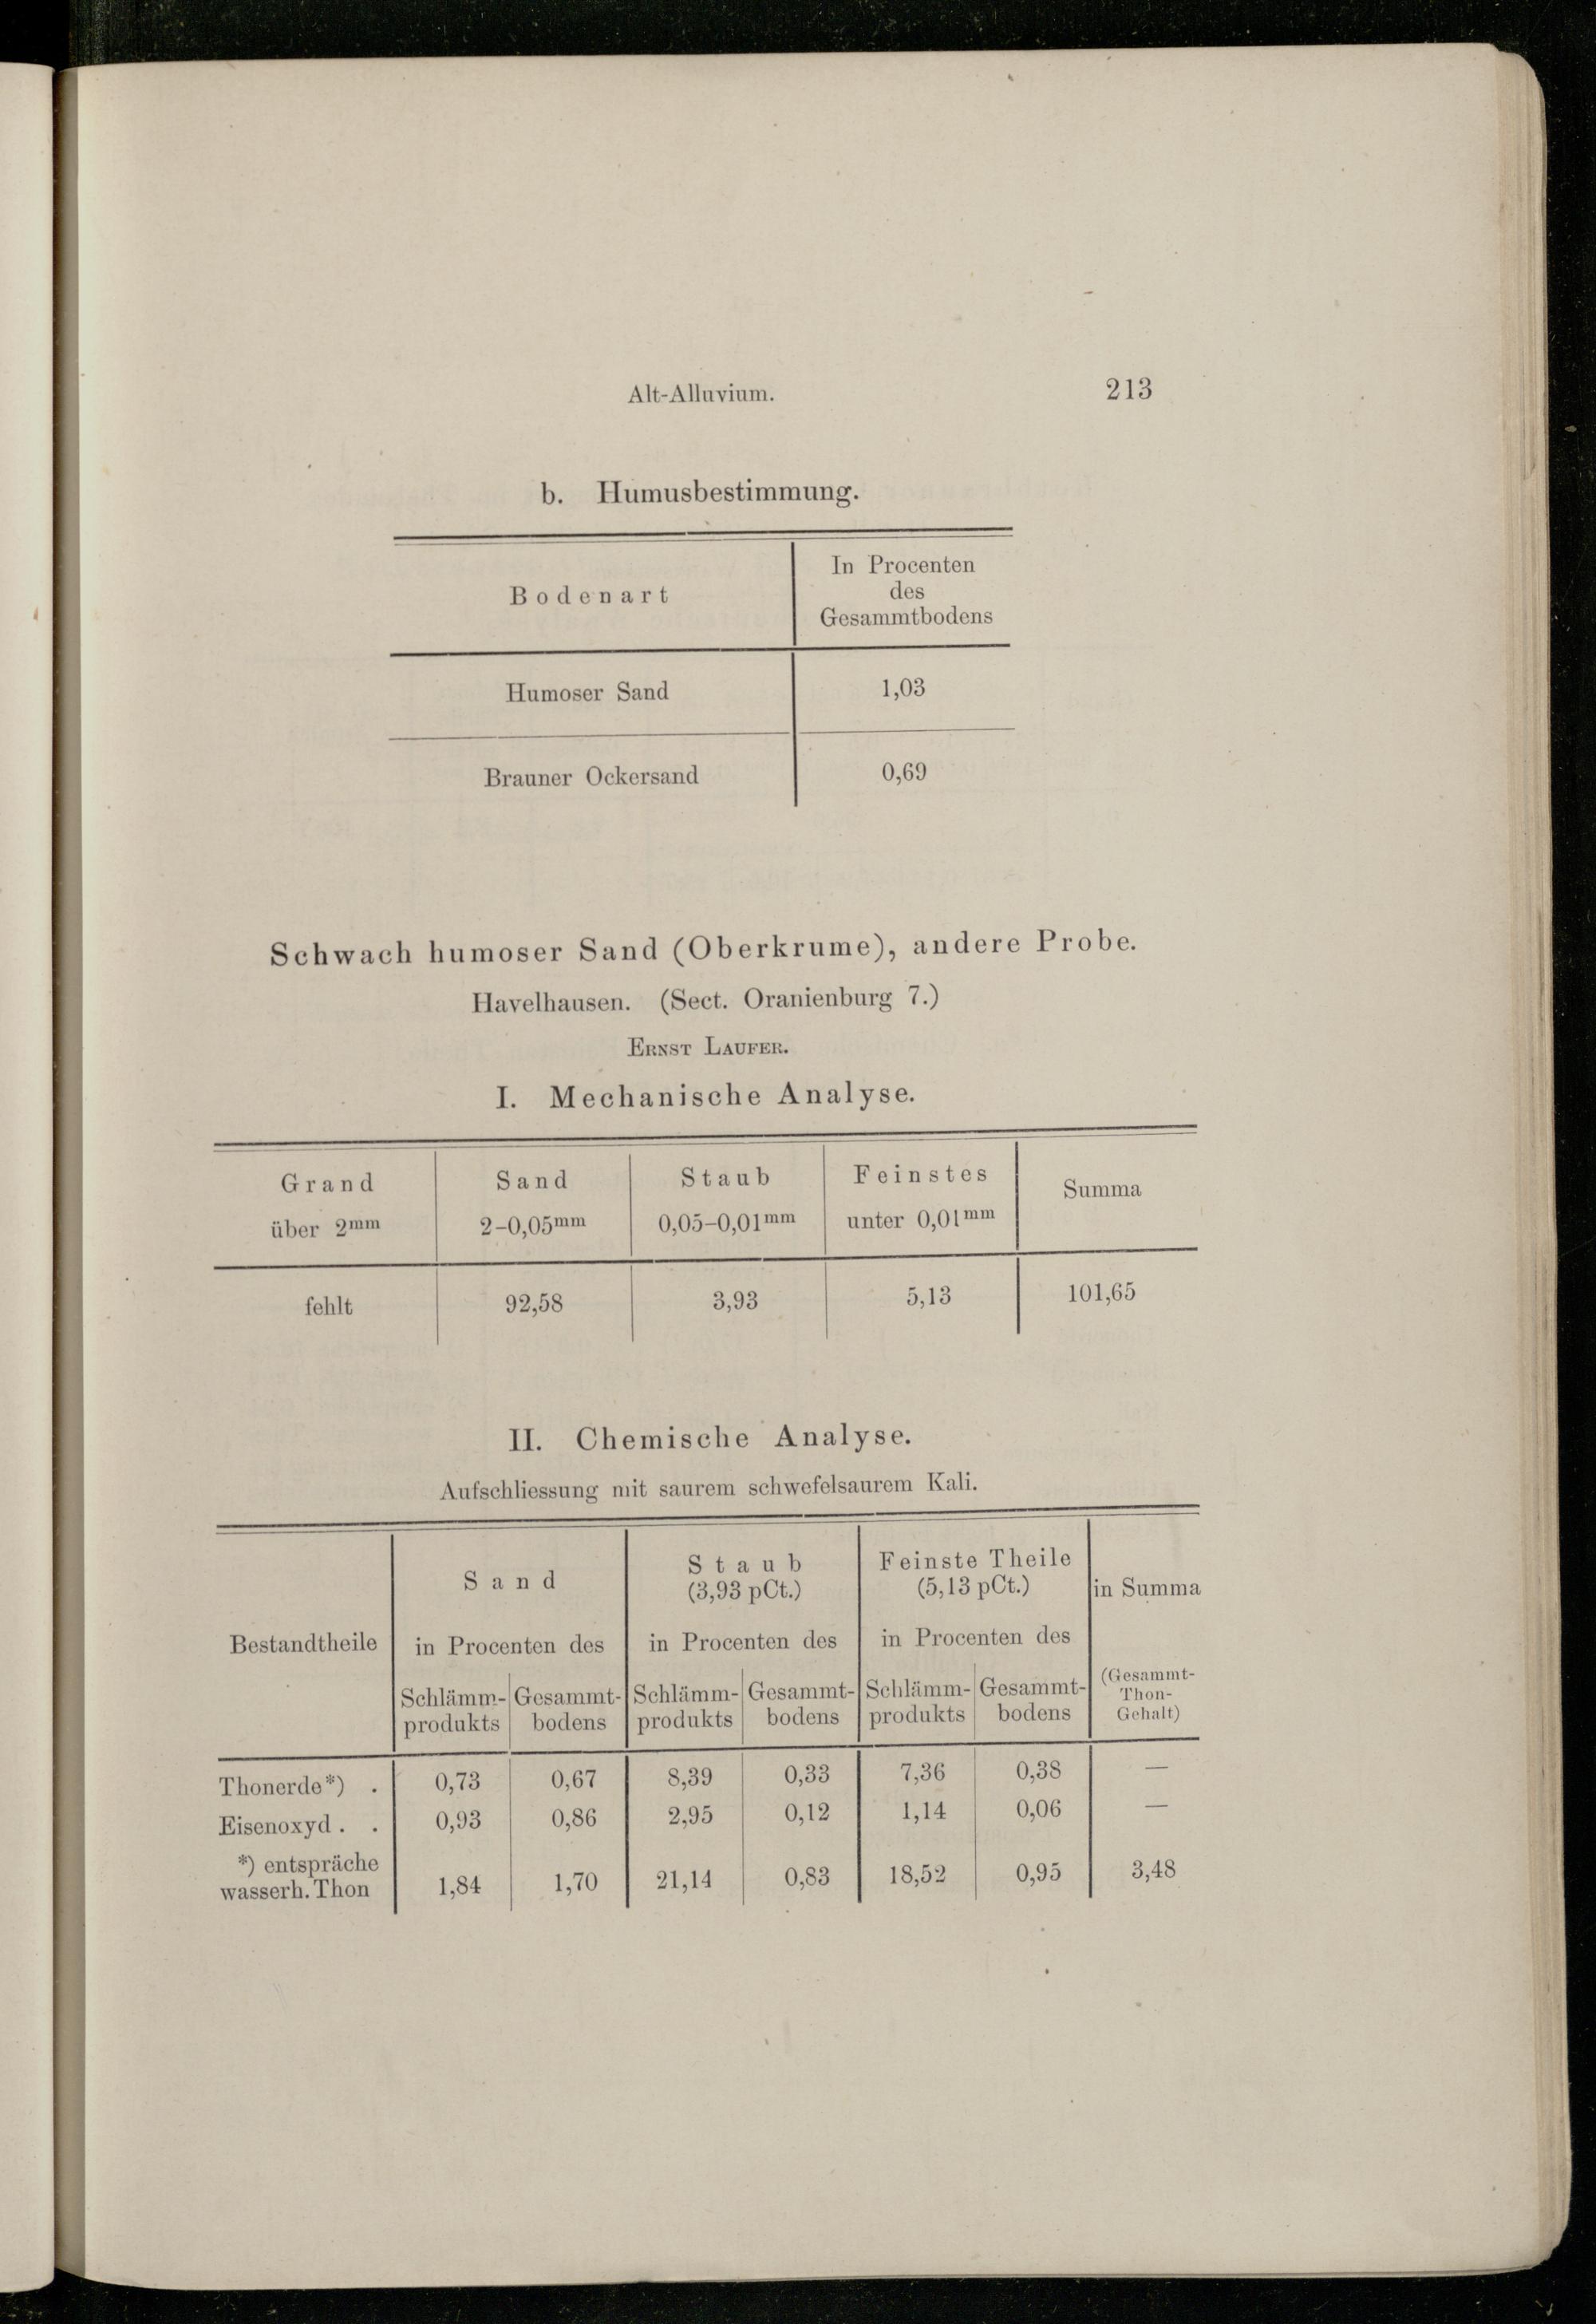 Alt-Alluvium. 213
b. Humusbestimmung.
Bodenart
In Procenten
des
Gesammtbodens
Humoser Sand 1,03
Brauner Ockersand 0,69
Schwach humoser Sand (Oberkrume), andere Probe.
Havelhausen. (Sect. Oranienburg 7.)
Ernst Laufer.
I. Mechanische Analyse.
Grand Sand Staub Feinstes Summa
über 2mm 2-0,05mm 0,05-0,01mm unter 0,01mm
fehlt 92,58 3,93 5,13 101,65
II. Chemische Analyse.
Aufschliessung mit saurem schwefelsaurem Kali.
Sand Staub Feinste Theile
(3,93 pCt.) (5,13 pCt.) in Summa
Bestandtheile in Procenten des in Procenten des in Procenten des
Schlämm- Gesammt- Schlämm- Gesammt- Schlämm- Gesammt- (Gesammt-
Thon-
produkts bodens produkts bodens produkts bodens Gehalt)
Thonerde*) . 0,73 0,67 8,39 0,33 7,36 0,38 —
Eisenoxyd . . 0,93 0,86 2,95 0,12 1,14 0,06 —
*) entspräche
wasserh. Thon 1,84 1,70 21,14 0,83 18,52 0,95 3,48